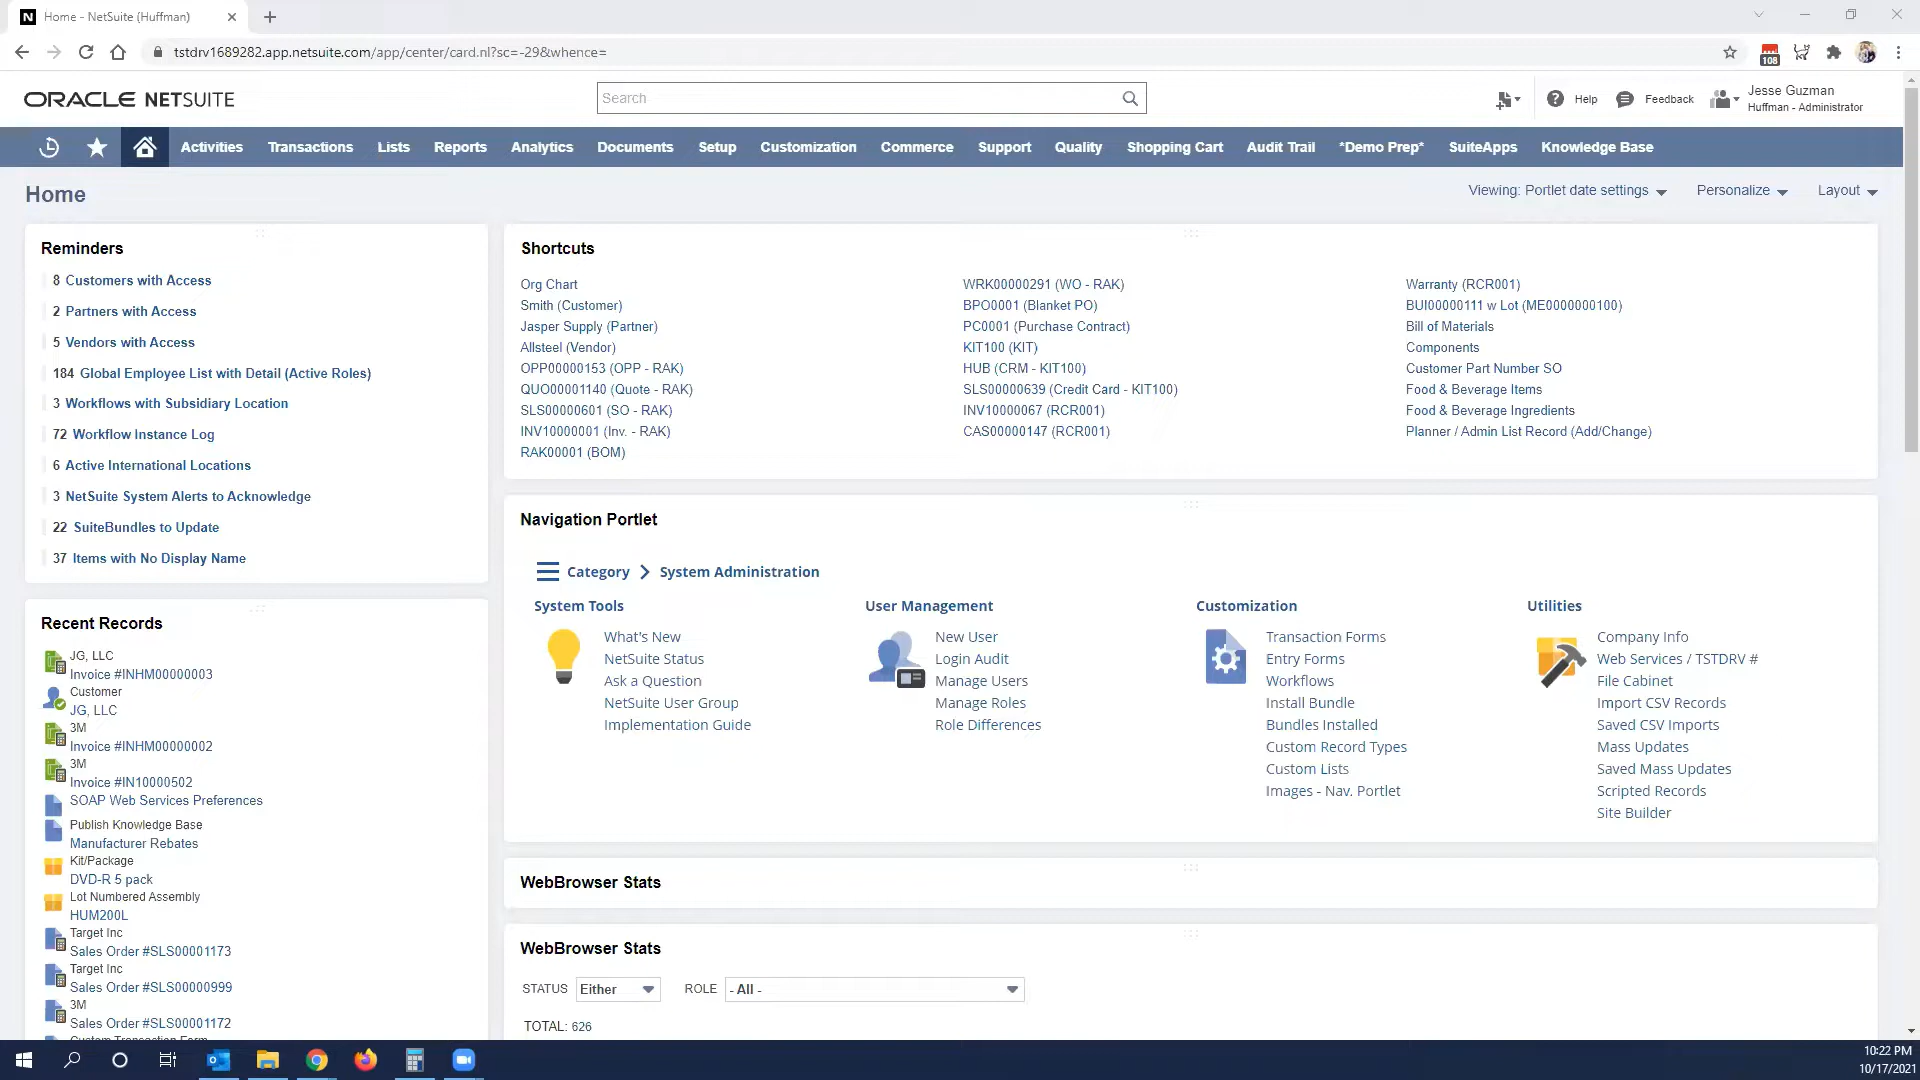 Home - NetSuite (Huffman)
tstdrv1689282.app.netsuite.com/app/center/card.nl?sc=-29&whence=
108
ORACLE NETSUITE
Search
Help
Feedback
Jesse Guzman
Huffman - Administrator
Activities
Transactions
Lists
Reports
Analytics
Documents
Setup
Customization
Commerce
Support
Quality
Shopping Cart
Audit Trail
*Demo Prep*
SuiteApps
Knowledge Base
Home
Viewing: Portlet date settings
Personalize
Layout
Reminders
8 Customers with Access
2 Partners with Access
5 Vendors with Access
184 Global Employee List with Detail (Active Roles)
3 Workflows with Subsidiary Location
72 Workflow Instance Log
6 Active International Locations
3 NetSuite System Alerts to Acknowledge
22 SuiteBundles to Update
37 Items with No Display Name
Recent Records
JG, LLC
Invoice #INHM00000003
Customer
JG, LLC
3M
Invoice #INHM00000002
3M
Invoice #IN10000502
SOAP Web Services Preferences
Publish Knowledge Base
Manufacturer Rebates
Kit/Package
DVD-R 5 pack
Lot Numbered Assembly
HUM200L
Target Inc
Sales Order #SLS00001173
Target Inc
Sales Order #SLS00000999
3M
Sales Order #SLS00001172
Custom Transaction Form
Shortcuts
Org Chart
Smith (Customer)
Jasper Supply (Partner)
Allsteel (Vendor)
OPP00000153 (OPP - RAK)
QUO00001140 (Quote - RAK)
SLS00000601 (SO - RAK)
INV10000001 (Inv. - RAK)
RAK00001 (BOM)
WRK00000291 (WO - RAK)
BPO0001 (Blanket PO)
PC0001 (Purchase Contract)
KIT100 (KIT)
HUB (CRM - KIT100)
SLS00000639 (Credit Card - KIT100)
INV10000067 (RCR001)
CAS00000147 (RCR001)
Warranty (RCR001)
BUI00000111 w Lot (ME0000000100)
Bill of Materials
Components
Customer Part Number SO
Food & Beverage Items
Food & Beverage Ingredients
Planner / Admin List Record (Add/Change)
Navigation Portlet
Category
System Administration
System Tools
What's New
NetSuite Status
Ask a Question
NetSuite User Group
Implementation Guide
User Management
New User
Login Audit
Manage Users
Manage Roles
Role Differences
Customization
Transaction Forms
Entry Forms
Workflows
Install Bundle
Bundles Installed
Custom Record Types
Custom Lists
Images - Nav. Portlet
Utilities
Company Info
Web Services / TSTDRV #
File Cabinet
Import CSV Records
Saved CSV Imports
Mass Updates
Saved Mass Updates
Scripted Records
Site Builder
WebBrowser Stats
WebBrowser Stats
STATUS Either ROLE - All -
TOTAL: 626
10:22 PM
10/17/2021